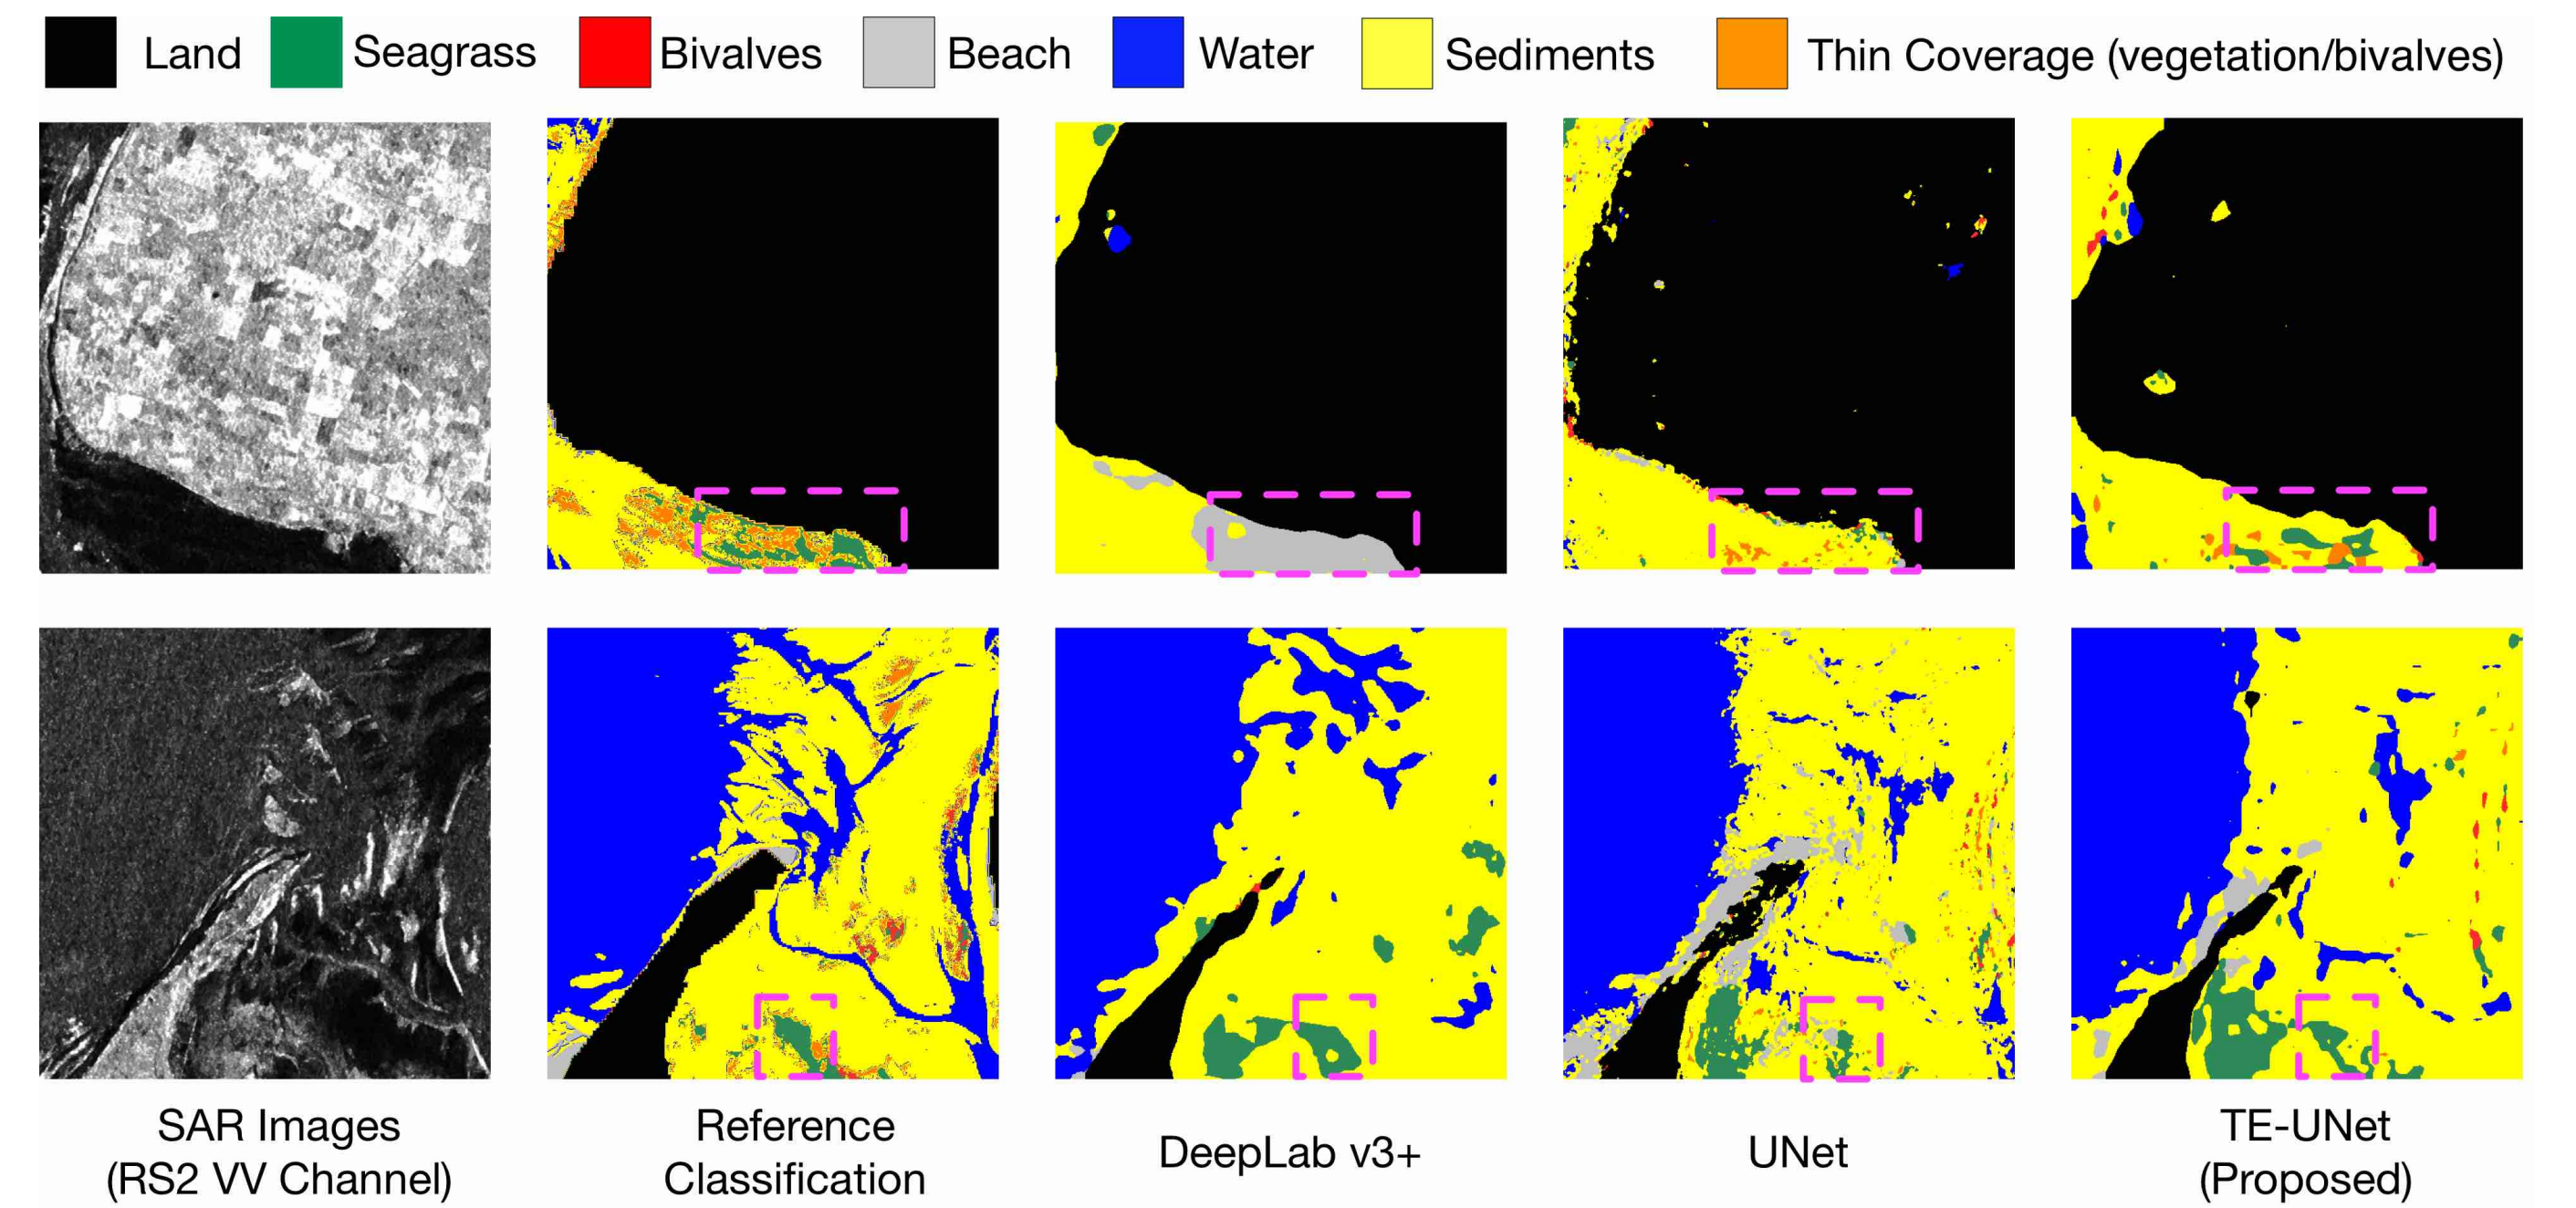 Land Seagrass Bivalves Beach Water Sediments Thin Coverage (vegetation/bivalves)
SAR Images
(RS2 VV Channel)
Reference
Classification
DeepLab v3+
UNet
TE-UNet
(Proposed)